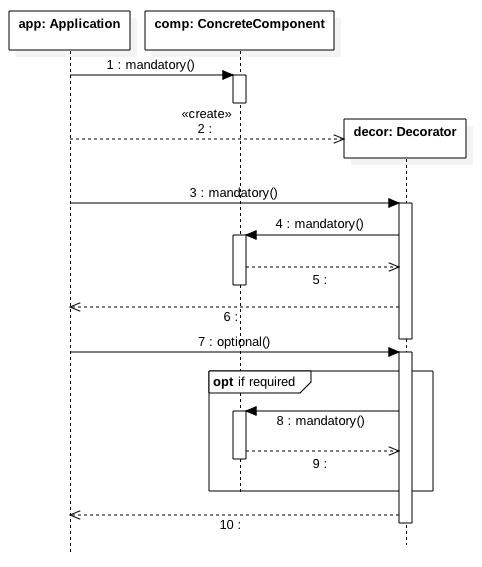 app: Application
comp: ConcreteComponent
1 : mandatory()
«create»
2 :
decor: Decorator
3 : mandatory()
4 : mandatory()
5 :
6 :
7 : optional()
opt if required
8 : mandatory()
9 :
10 :